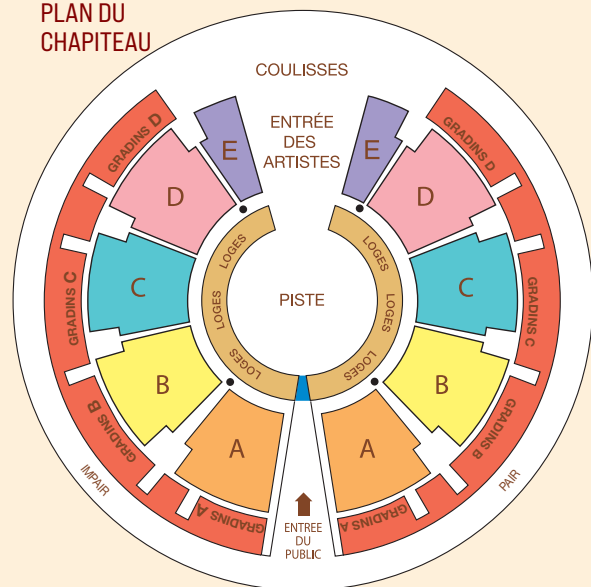 PLAN DU
CHAPITEAU
COULISSES
ENTRÉE
DES
ARTISTES
E
E
GRADINS D
GRADINS D
D
D
LOGES
LOGES
C
C
GRADINS C
GRADINS C
LOGES
LOGES
PISTE
B
B
LOGES
LOGES
GRADINS B
GRADINS B
A
A
IMPAIR
PAIR
GRADINS A
GRADINS A
ENTREE
DU
PUBLIC